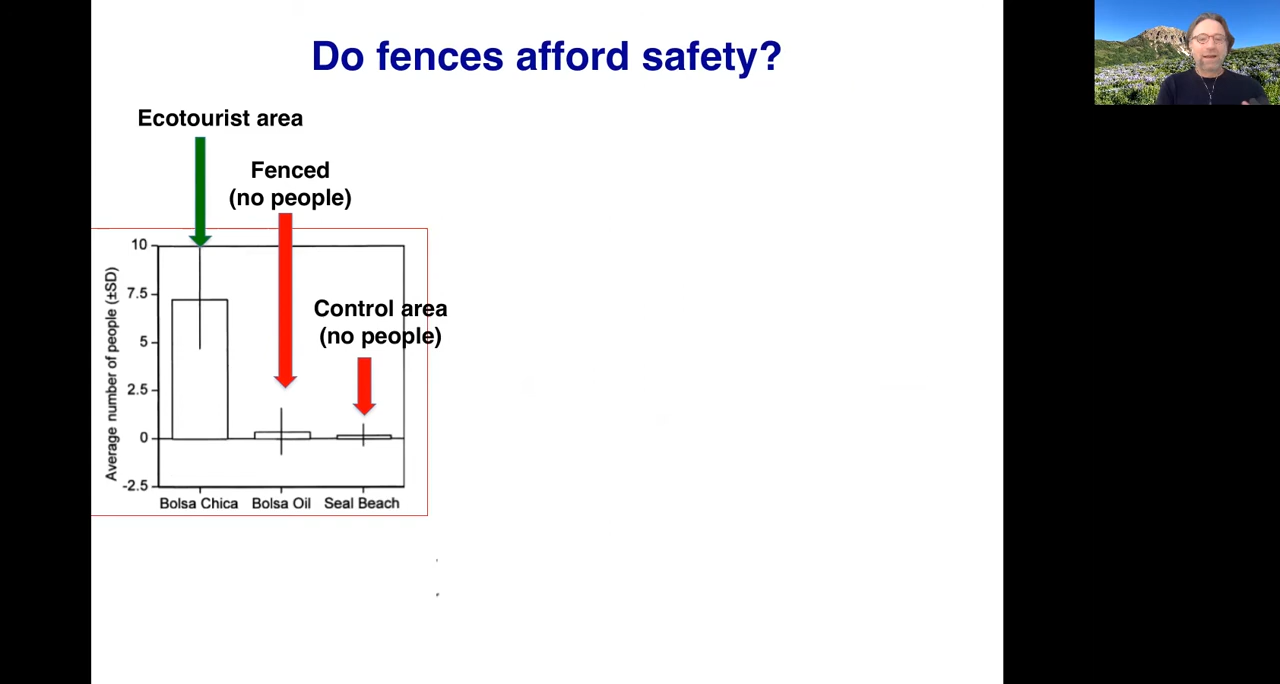 Do fences afford safety?
Ecotourist area
Fenced
(no people)
Control area
(no people)
Average number of people (±SD)
10
7.5
5
2.5
0
-2.5
Bolsa Chica
Bolsa Oil
Seal Beach